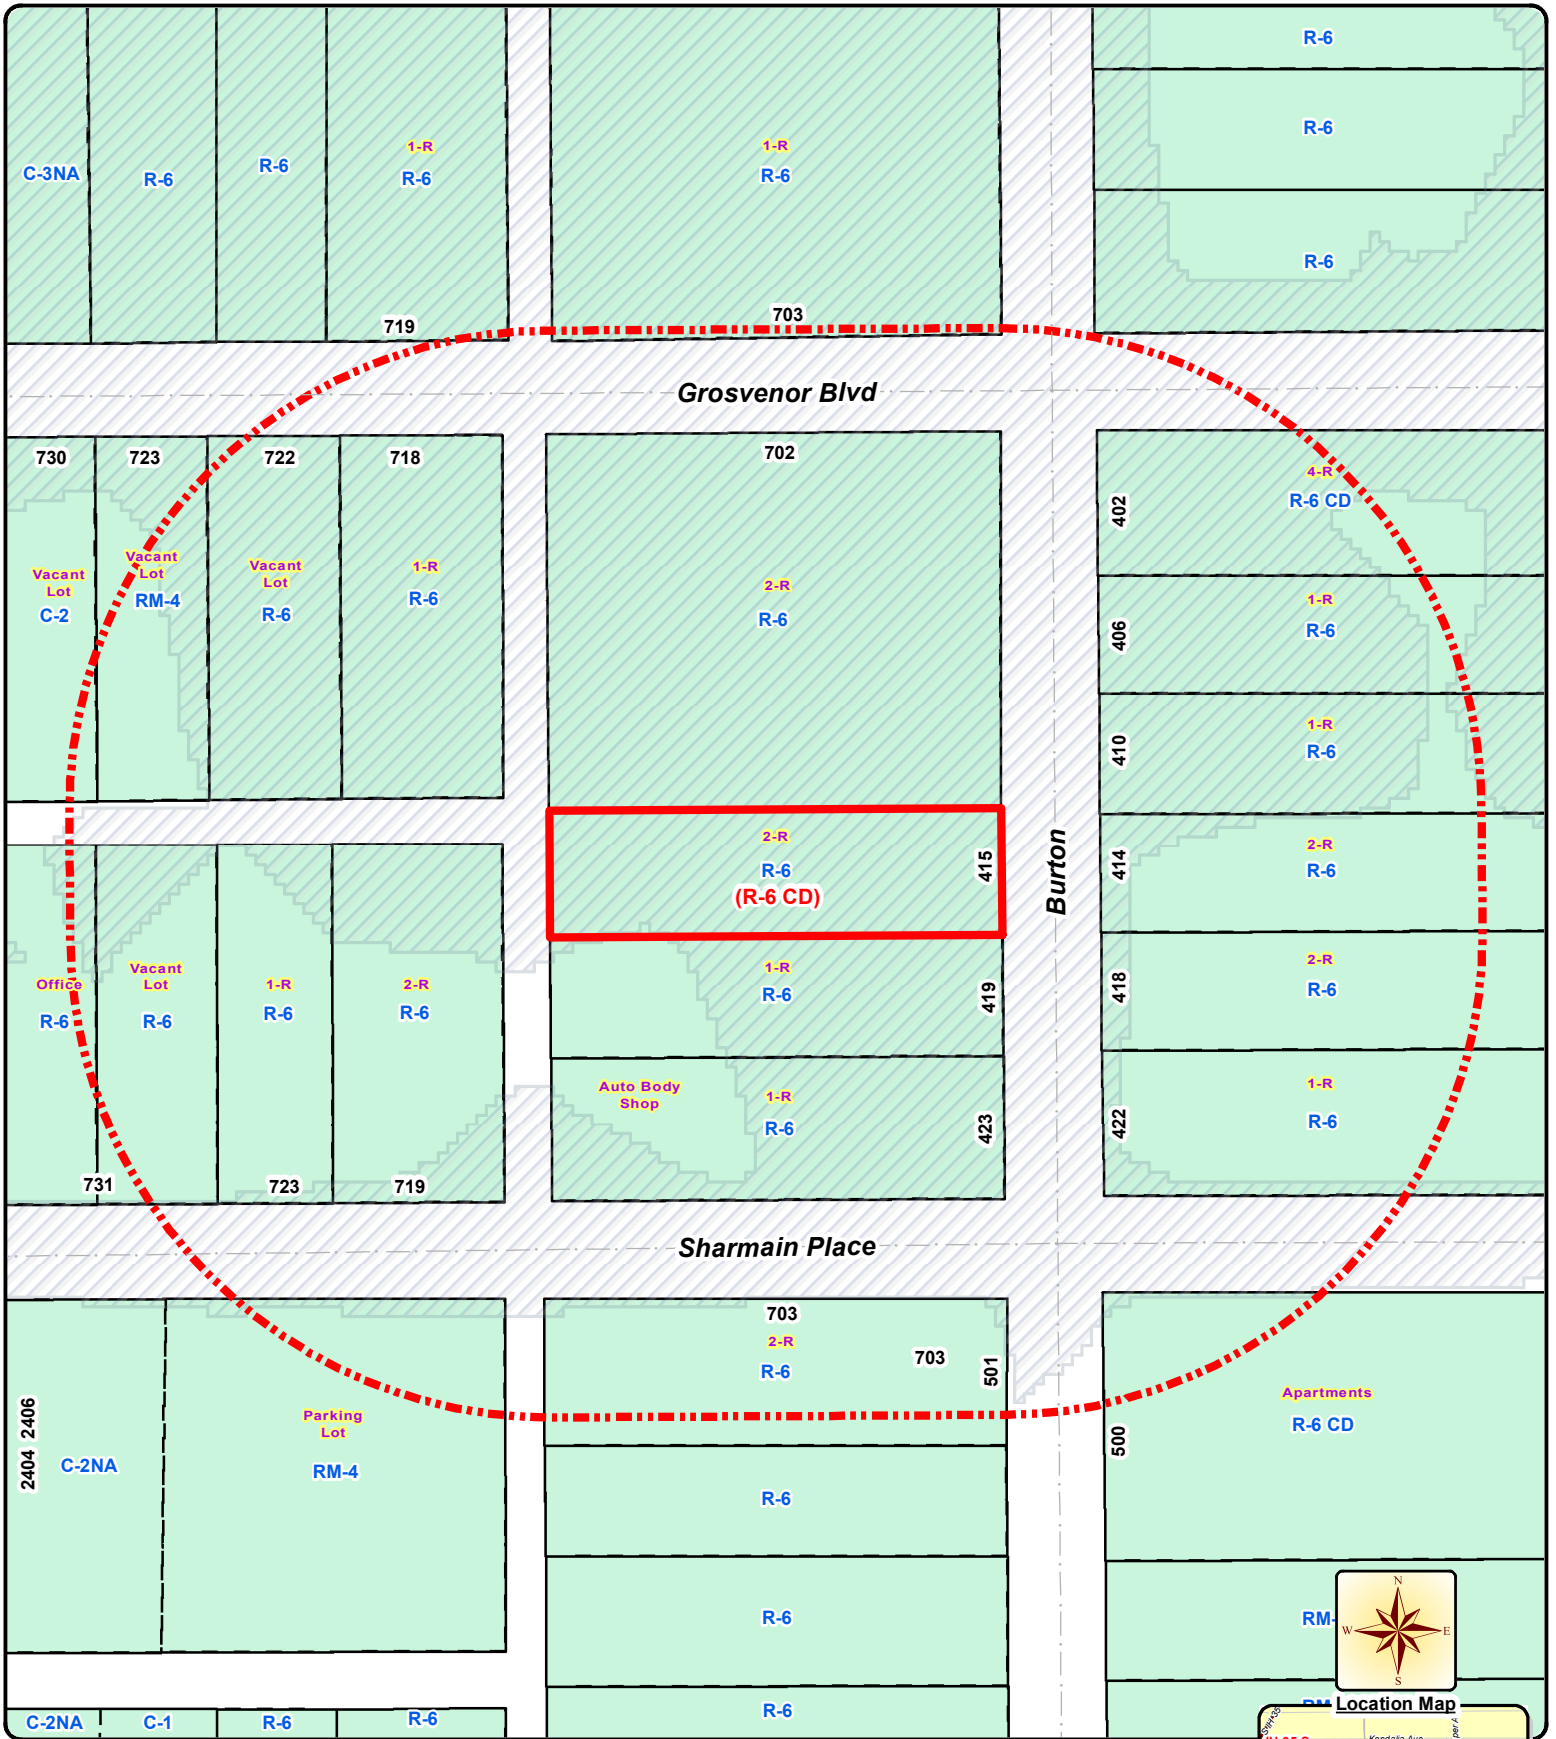 R-6
R-6
R-6
C-3NA
R-6
R-6
1-R
R-6
719
1-R
R-6
703
Grosvenor Blvd
730
Vacant
Lot
C-2
723
Vacant
Lot
RM-4
722
Vacant
Lot
R-6
718
1-R
R-6
702
2-R
R-6
402
4-R
R-6 CD
406
1-R
R-6
410
1-R
R-6
2-R
R-6
(R-6 CD)
415
Burton
414
2-R
R-6
418
2-R
R-6
422
1-R
R-6
Office
R-6
731
Vacant
Lot
R-6
1-R
R-6
723
2-R
R-6
719
1-R
R-6
419
Auto Body
Shop
1-R
R-6
423
Sharmain Place
2404 2406
C-2NA
Parking
Lot
RM-4
703
2-R
R-6
703
501
Apartments
R-6 CD
500
R-6
R-6
R-6
C-2NA
C-1
R-6
R-6
RM-
RM
N
W
E
S
Location Map
Kendalia Ave